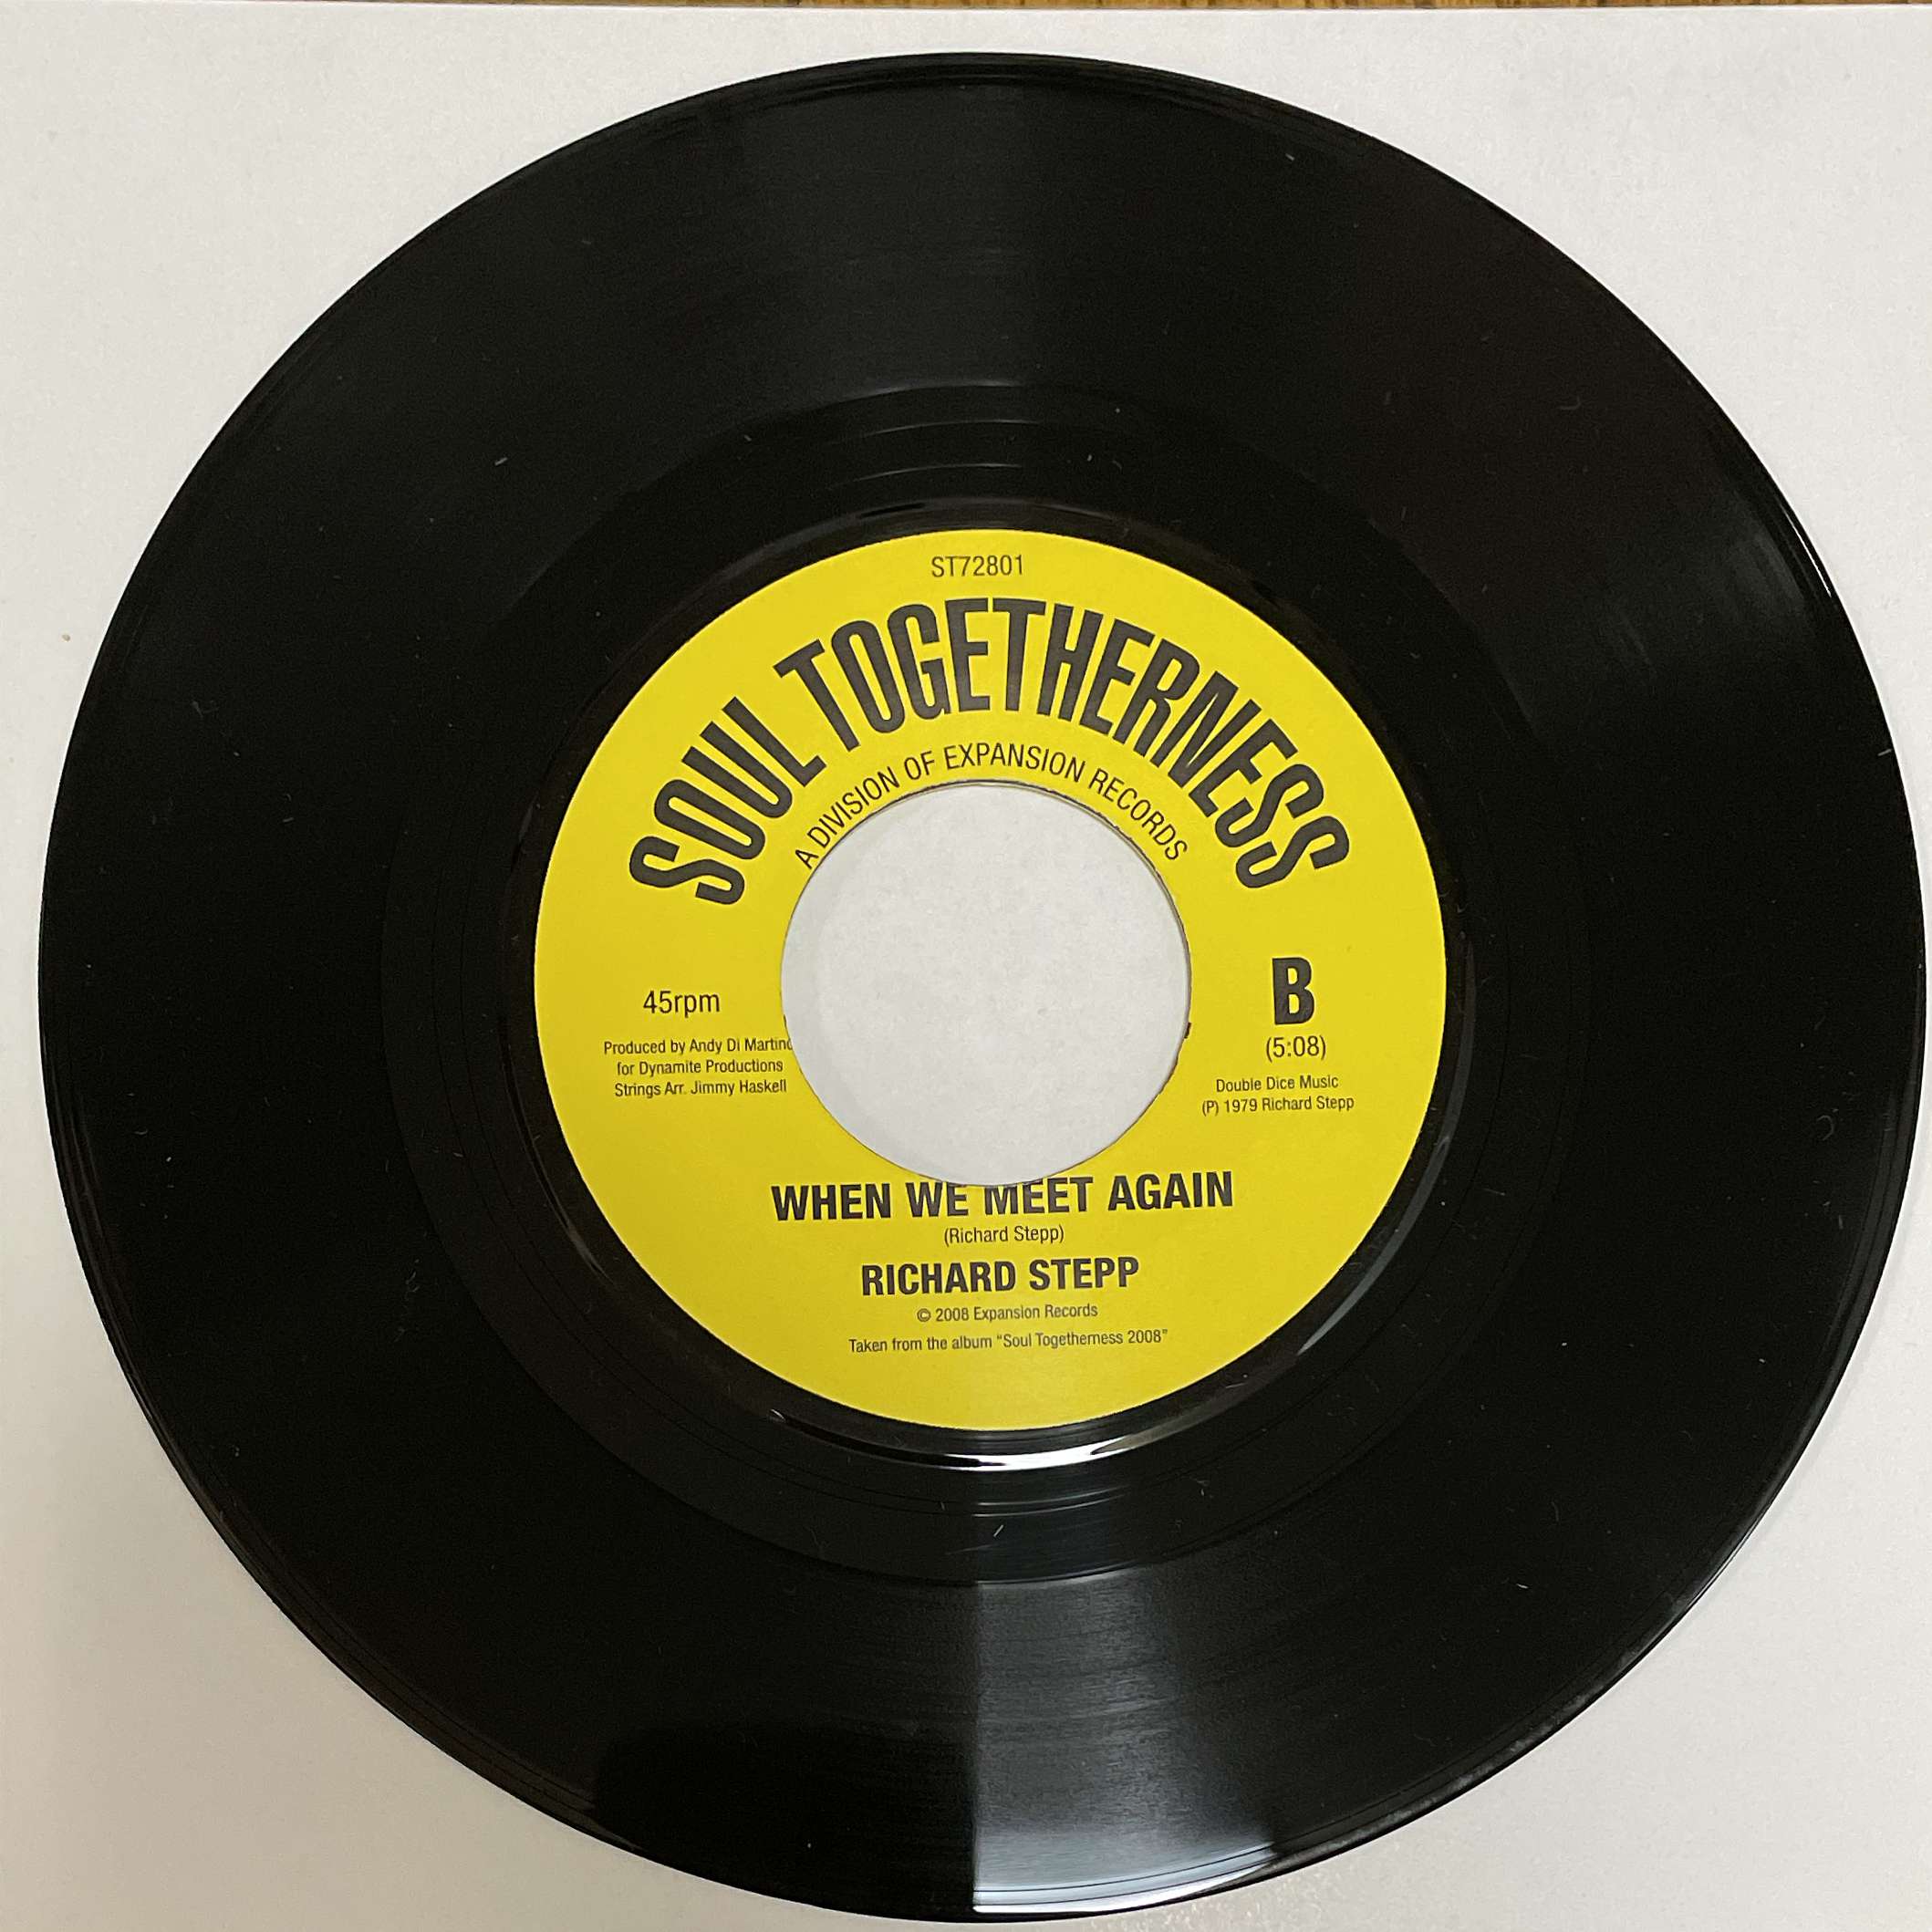 ST72801
SOUL TOGETHERNESS
A DIVISION OF EXPANSION RECORDS
45rpm
Produced by Andy Di Martino
for Dynamite Productions
Strings Arr. Jimmy Haskell
B
(5:08)
Double Dice Music
(P) 1979 Richard Stepp
WHEN WE MEET AGAIN
(Richard Stepp)
RICHARD STEPP
© 2008 Expansion Records
Taken from the album "Soul Togetherness 2008"